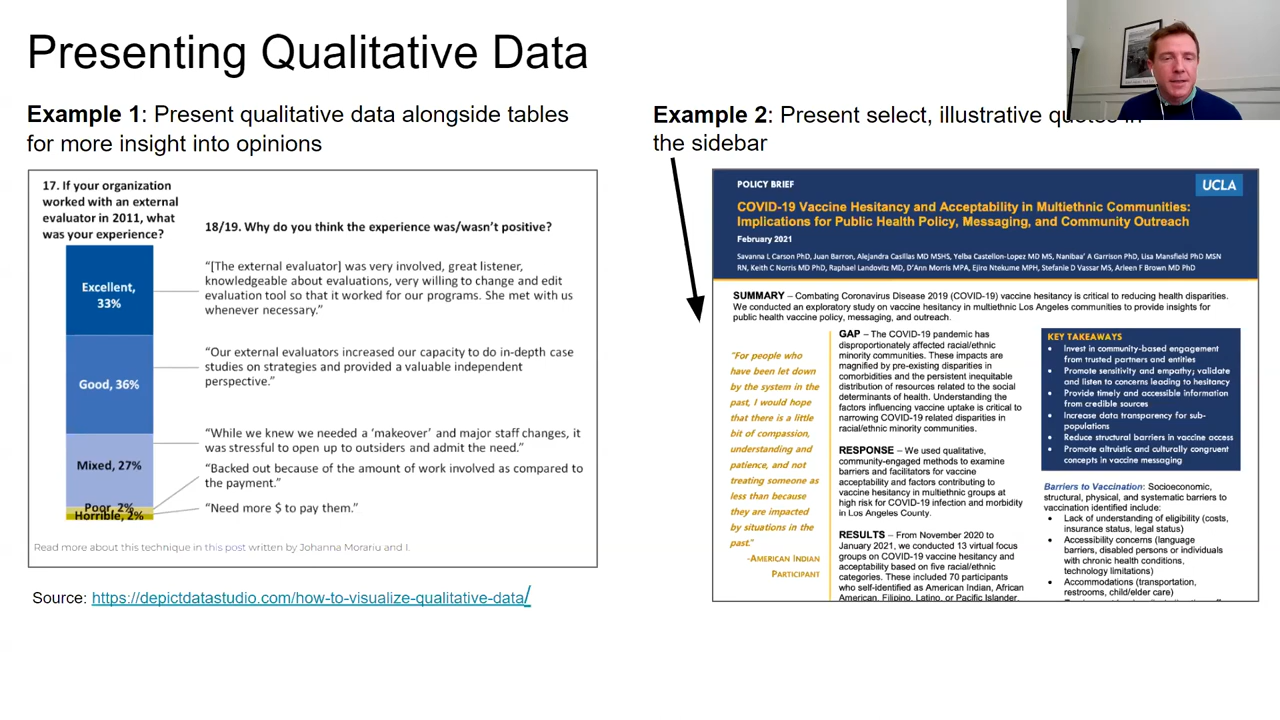 Presenting Qualitative Data
Example 1: Present qualitative data alongside tables
for more insight into opinions
17. If your organization
worked with an external
evaluator in 2011, what
was your experience?
18/19. Why do you think the experience was/wasn't positive?
Excellent,
33%
"[The external evaluator] was very involved, great listener,
knowledgeable about evaluations, very willing to change and edit
evaluation tool so that it worked for our programs. She met with us
whenever necessary."
Good, 36%
"Our external evaluators increased our capacity to do in-depth case
studies on strategies and provided a valuable independent
perspective."
Mixed, 27%
"While we knew we needed a 'makeover' and major staff changes, it
was stressful to open up to outsiders and admit the need."
"Backed out because of the amount of work involved as compared to
the payment."
Poor, 2%
Horrible, 2%
"Need more $ to pay them."
Read more about this technique in this post written by Johanna Morariu and I.
Source: https://depictdatastudio.com/how-to-visualize-qualitative-data/
Example 2: Present select, illustrative quotes in
the sidebar
POLICY BRIEF
UCLA
COVID-19 Vaccine Hesitancy and Acceptability in Multiethnic Communities:
Implications for Public Health Policy, Messaging, and Community Outreach
February 2021
Savanna L Carson PhD, Juan Barron, Alejandra Casillas MD MSHS, Yelba Castellon-Lopez MD MS, Nanibaa' A Garrison PhD, Lisa Mansfield PhD MSN
RN, Keith C Norris MD PhD, Raphael Landovitz MD, D'Ann Morris MPA, Ejiro Ntekume MPH, Stefanie D Vassar MS, Arleen F Brown MD PhD
SUMMARY – Combating Coronavirus Disease 2019 (COVID-19) vaccine hesitancy is critical to reducing health disparities.
We conducted an exploratory study on vaccine hesitancy in multiethnic Los Angeles communities to provide insights for
public health vaccine policy, messaging, and outreach.
"For people who
have been let down
by the system in the
past, I would hope
that there is a little
bit of compassion,
understanding and
patience, and not
treating someone as
less than because
they are impacted
by situations in the
past."
-AMERICAN INDIAN
PARTICIPANT
GAP – The COVID-19 pandemic has
disproportionately affected racial/ethnic
minority communities. These impacts are
magnified by pre-existing disparities in
comorbidities and the persistent inequitable
distribution of resources related to the social
determinants of health. Understanding the
factors influencing vaccine uptake is critical to
narrowing COVID-19 related disparities in
racial/ethnic minority communities.
RESPONSE – We used qualitative,
community-engaged methods to examine
barriers and facilitators for vaccine
acceptability and factors contributing to
vaccine hesitancy in multiethnic groups at
high risk for COVID-19 infection and morbidity
in Los Angeles County.
RESULTS – From November 2020 to
January 2021, we conducted 13 virtual focus
groups on COVID-19 vaccine hesitancy and
acceptability based on five racial/ethnic
categories. These included 70 participants
who self-identified as American Indian, African
American, Filipino, Latino, or Pacific Islander,
KEY TAKEAWAYS
• Invest in community-based engagement
from trusted partners and entities
• Promote sensitivity and empathy; validate
and listen to concerns leading to hesitancy
• Provide timely and accessible information
from credible sources
• Increase data transparency for sub-
populations
• Reduce structural barriers in vaccine access
• Promote altruistic and culturally congruent
concepts in vaccine messaging
Barriers to Vaccination: Socioeconomic,
structural, physical, and systematic barriers to
vaccination identified include:
• Lack of understanding of eligibility (costs,
insurance status, legal status)
• Accessibility concerns (language
barriers, disabled persons or individuals
with chronic health conditions,
technology limitations)
• Accommodations (transportation,
restrooms, child/elder care)